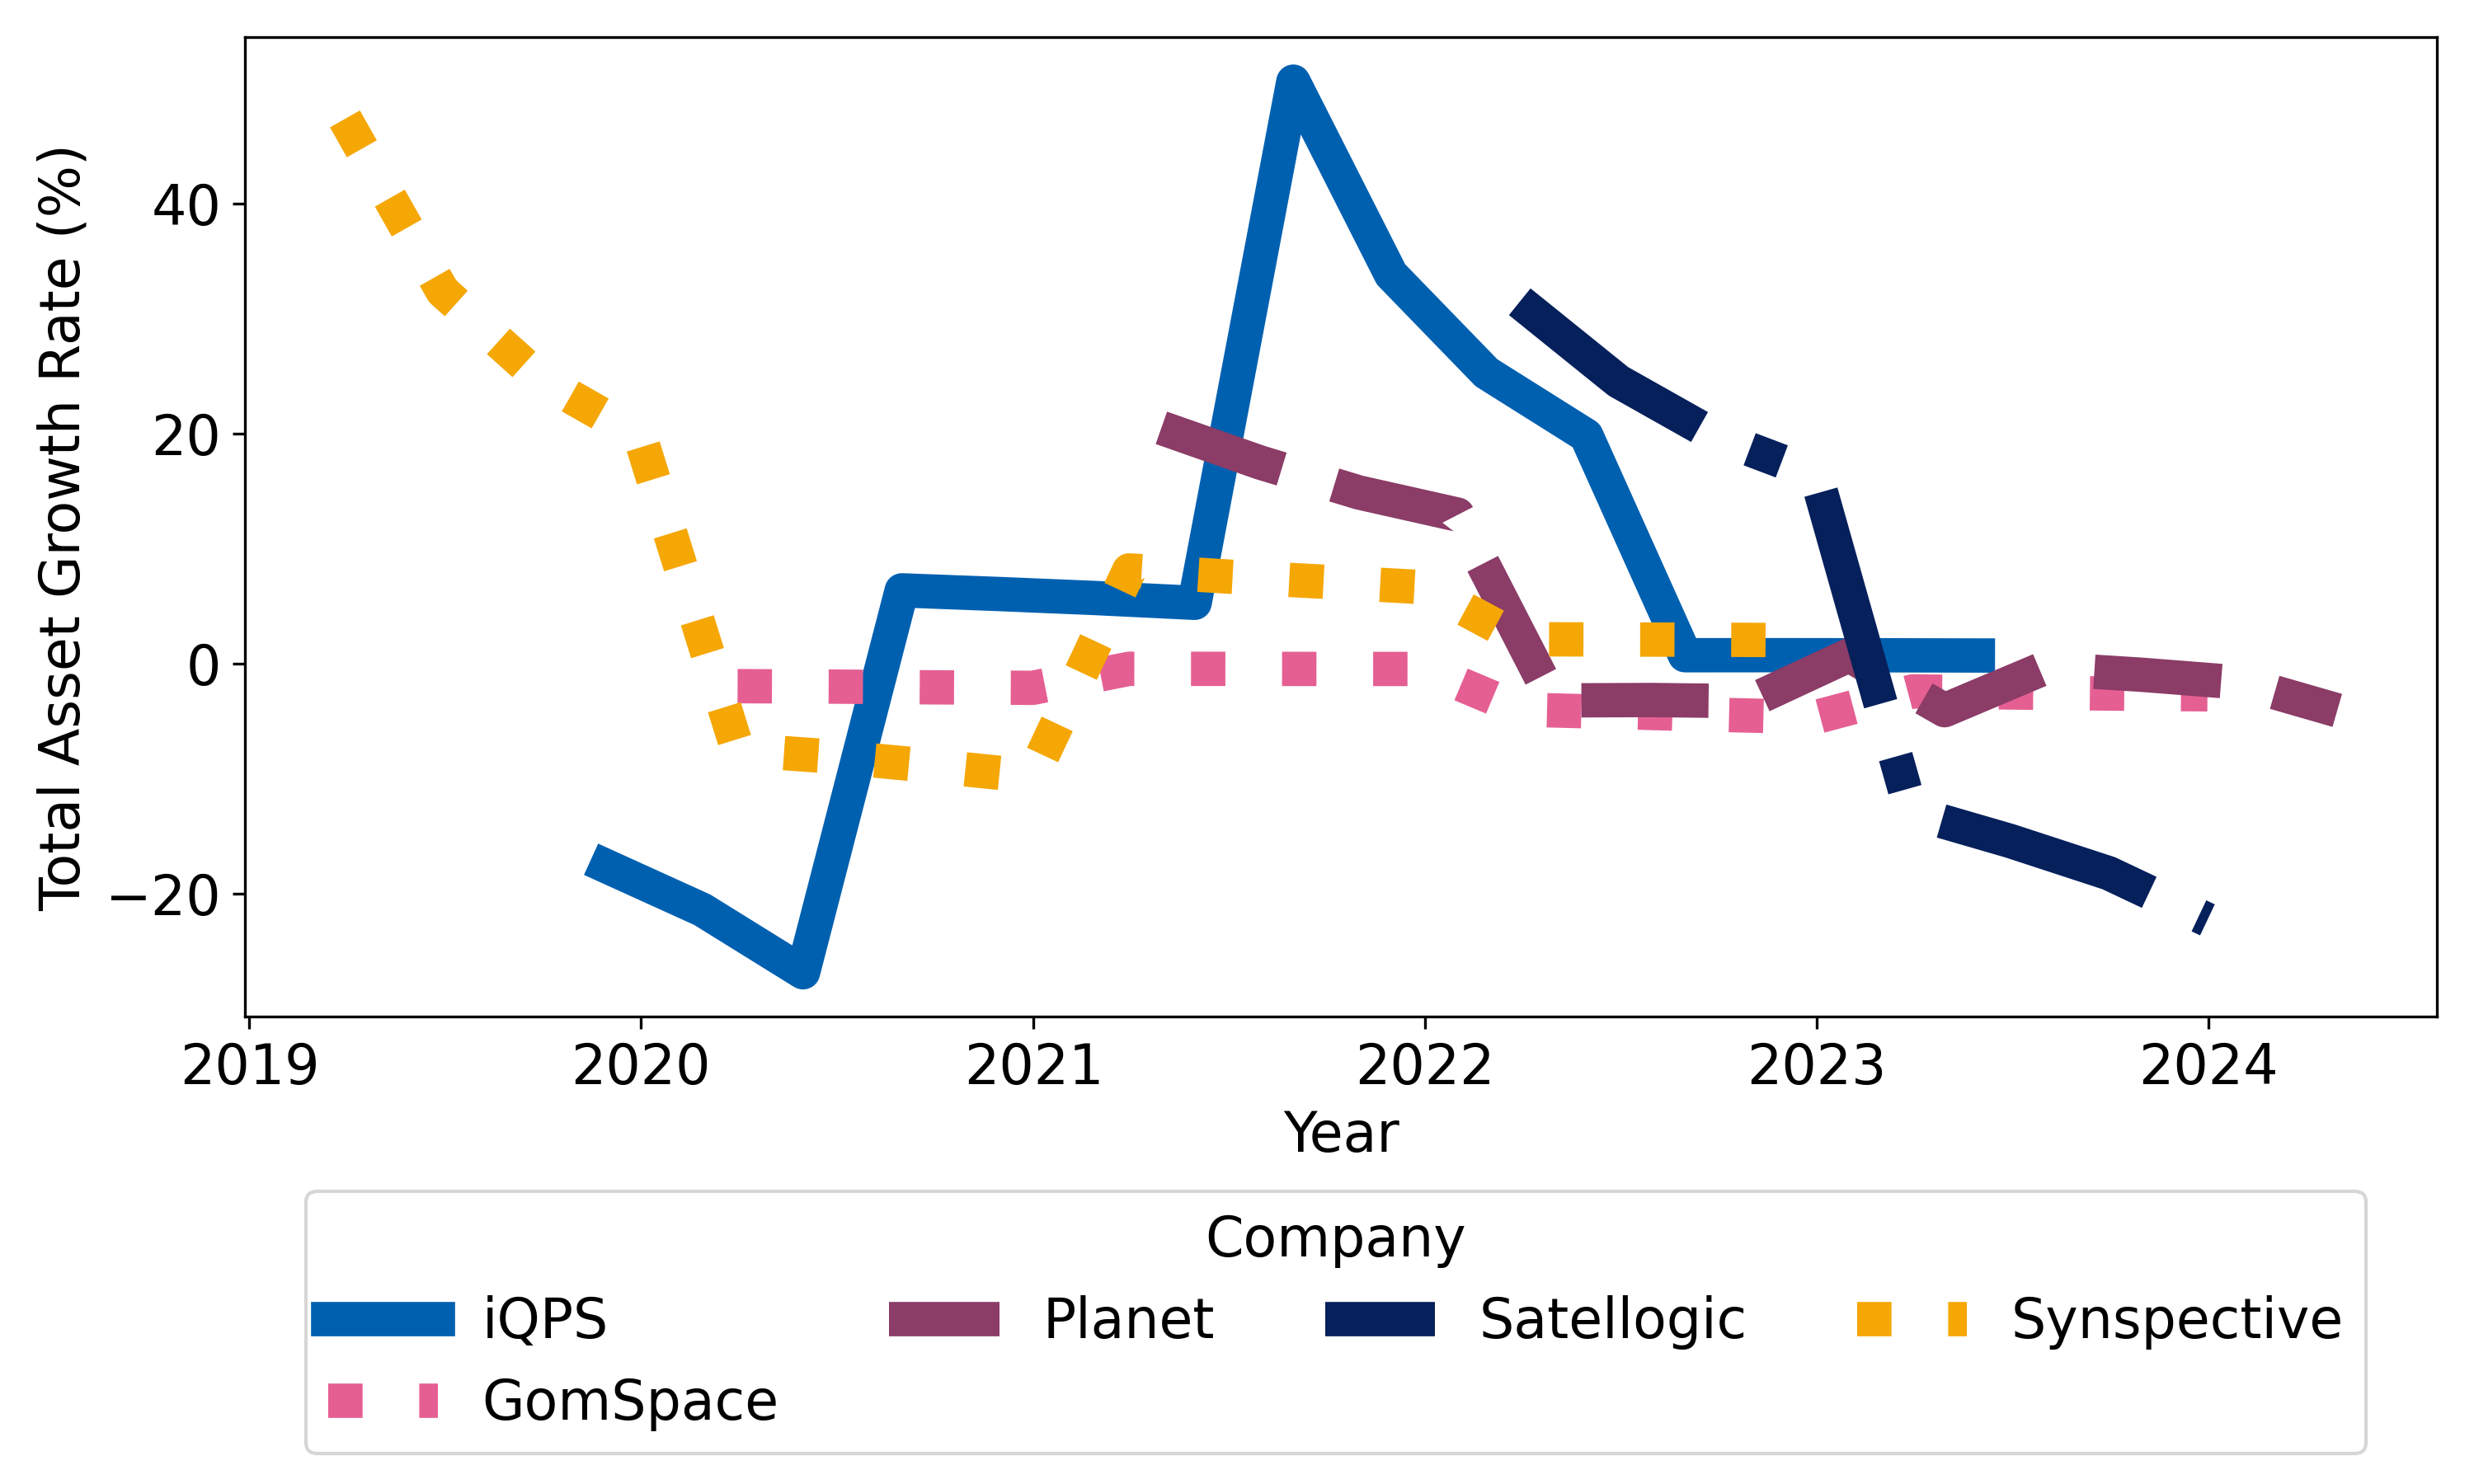 Total Asset Growth Rate (%)
40
20
0
−20
2019 2020 2021 2022 2023 2024
Year
Company
iQPS Planet Satellogic Synspective
GomSpace